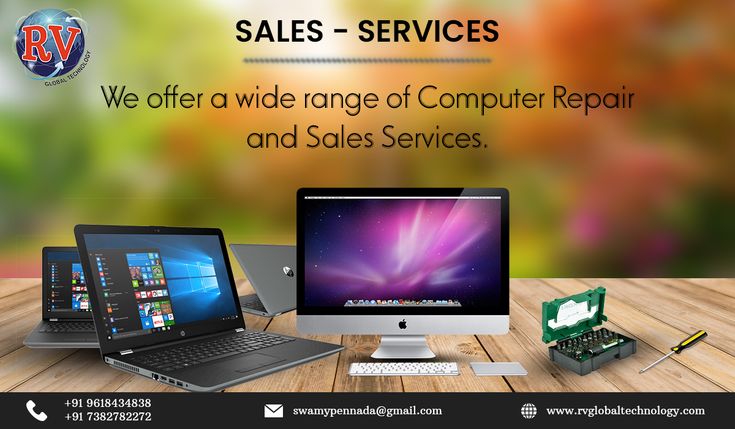 RV
GLOBAL TECHNOLOGY
SALES - SERVICES
We offer a wide range of Computer Repair
and Sales Services.
+91 9618434838
+91 7382782272
swamypennada@gmail.com
www.rvglobaltechnology.com